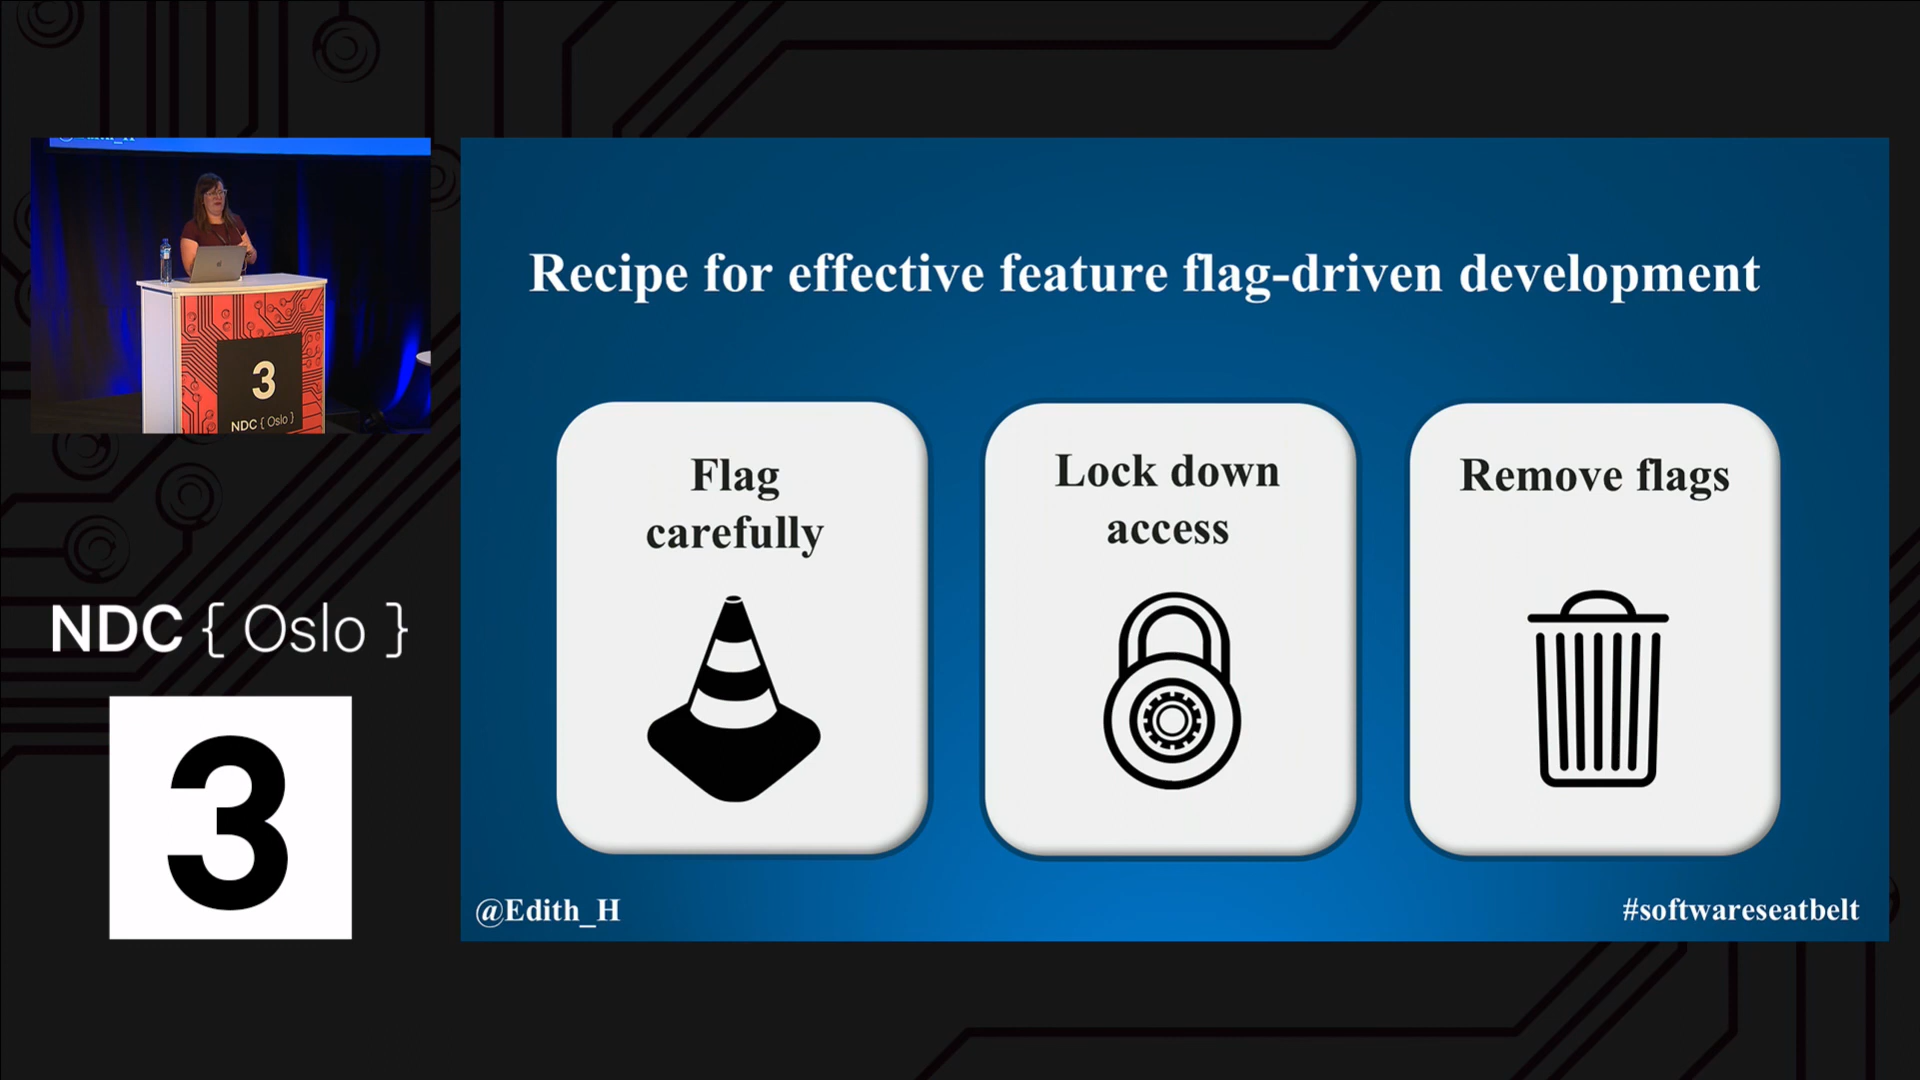 3
NDC { Oslo }
NDC { Oslo }
3
Recipe for effective feature flag-driven development
Flag
carefully
Lock down
access
Remove flags
@Edith_H
#softwareseatbelt